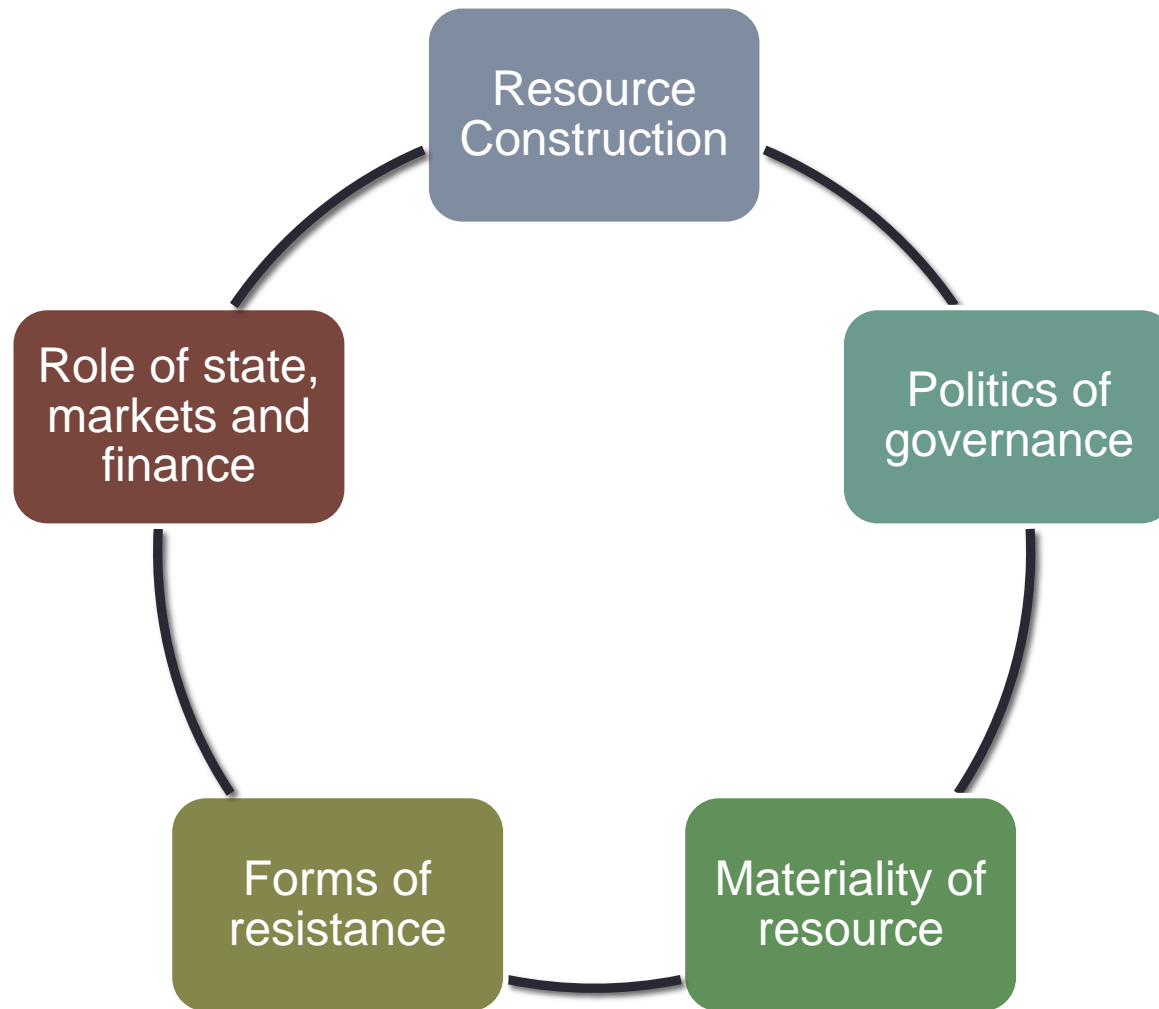 Resource
Construction
Politics of
governance
Materiality of
resource
Forms of
resistance
Role of state,
markets and
finance